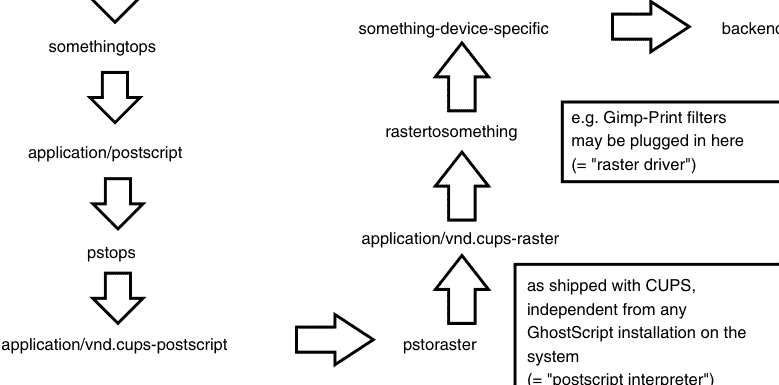 somethingtops
application/postscript
pstops
application/vnd.cups-postscript
pstoraster
application/vnd.cups-raster
rastertosomething
something-device-specific
e.g. Gimp-Print filters
may be plugged in here
(= "raster driver")
as shipped with CUPS,
independent from any
GhostScript installation on the
system
(= "postscript interpreter")